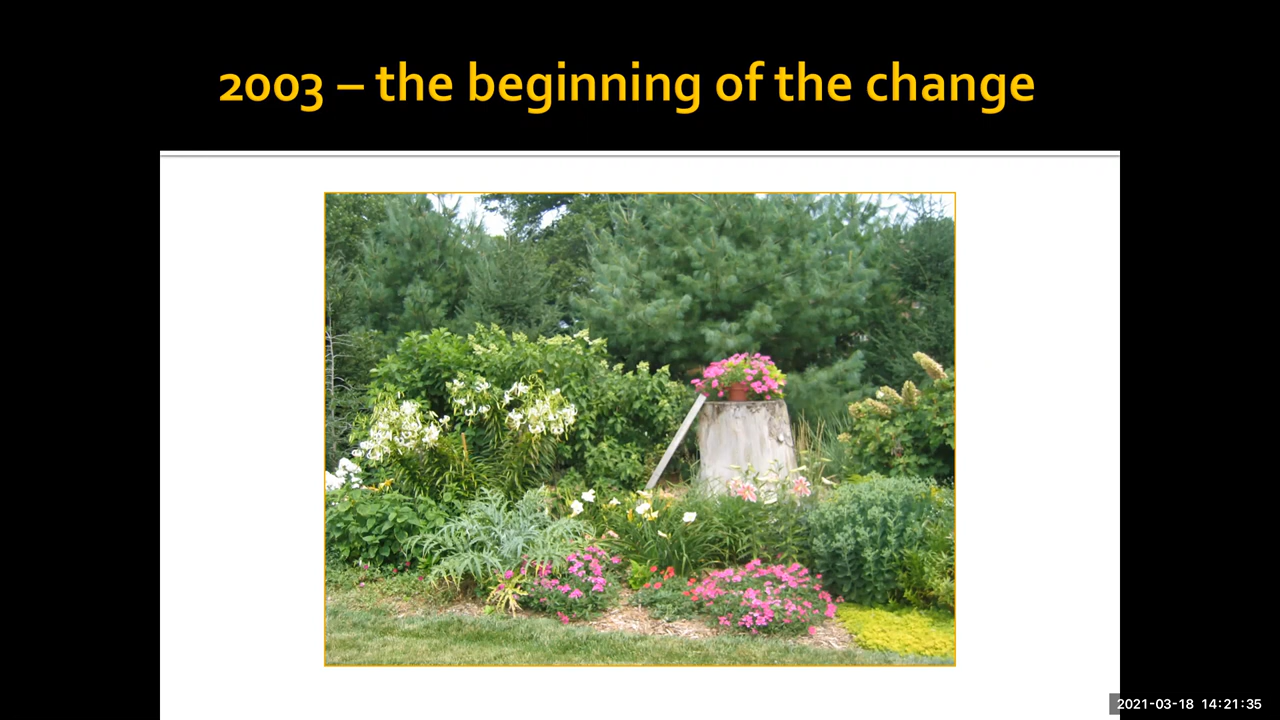 2003 – the beginning of the change
2021-03-18 14:21:35